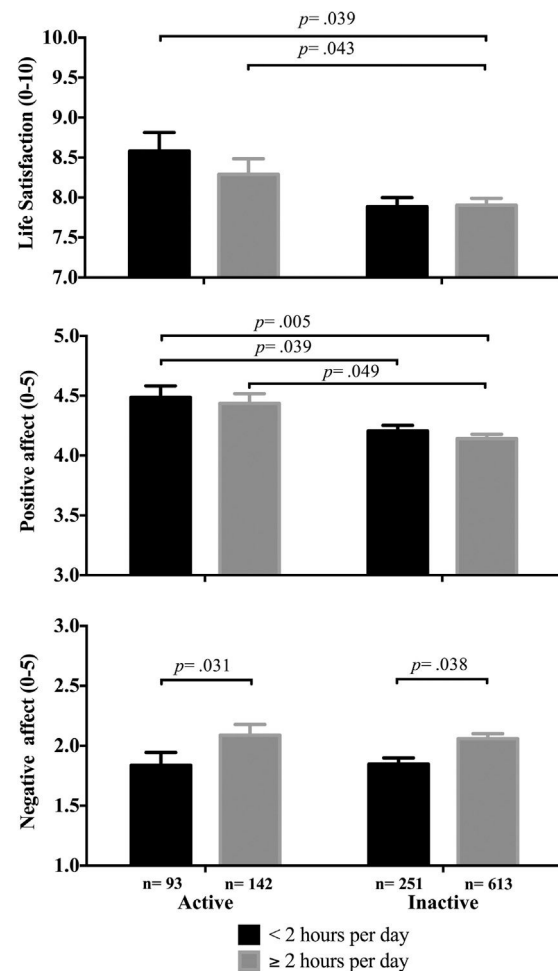 p= .039
p= .043
Life Satisfaction (0-10)
10.0
9.5
9.0
8.5
8.0
7.5
7.0
p= .005
p= .039
p= .049
Positive affect (0-5)
5.0
4.5
4.0
3.5
3.0
p= .031
p= .038
Negative affect (0-5)
3.0
2.5
2.0
1.5
1.0
n= 93 n= 142 n= 251 n= 613
Active Inactive
< 2 hours per day
≥ 2 hours per day